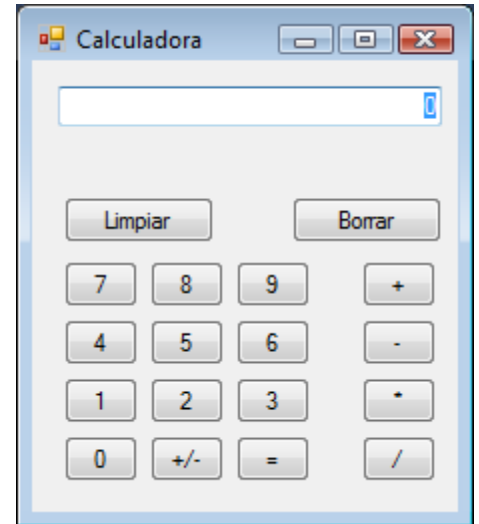 Calculadora
0
Limpiar Borrar
7 8 9 +
4 5 6 -
1 2 3 *
0 +/- = /